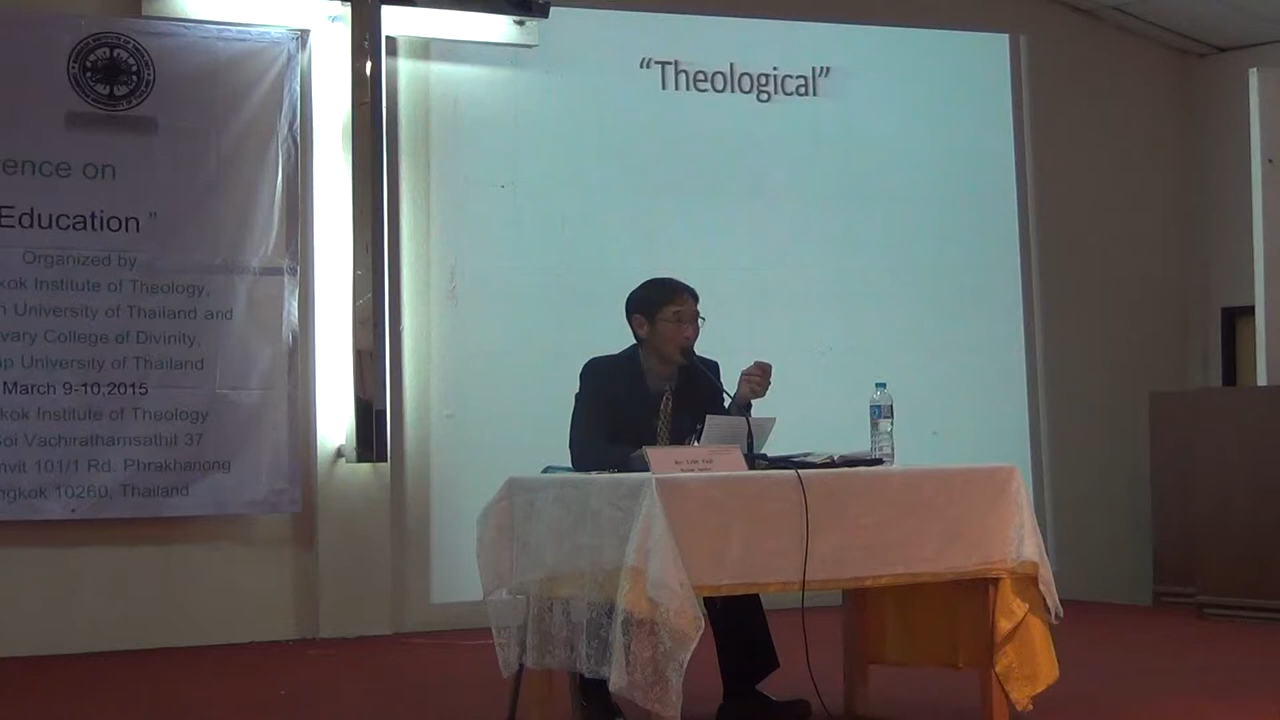 ence on
Education ”
Organized by
kok Institute of Theology,
n University of Thailand and
vary College of Divinity,
ap University of Thailand
March 9-10,2015
kok Institute of Theology
Soi Vachirathamsathit 37
mvit 101/1 Rd. Phrakhanong
ngkok 10260, Thailand
“Theological”